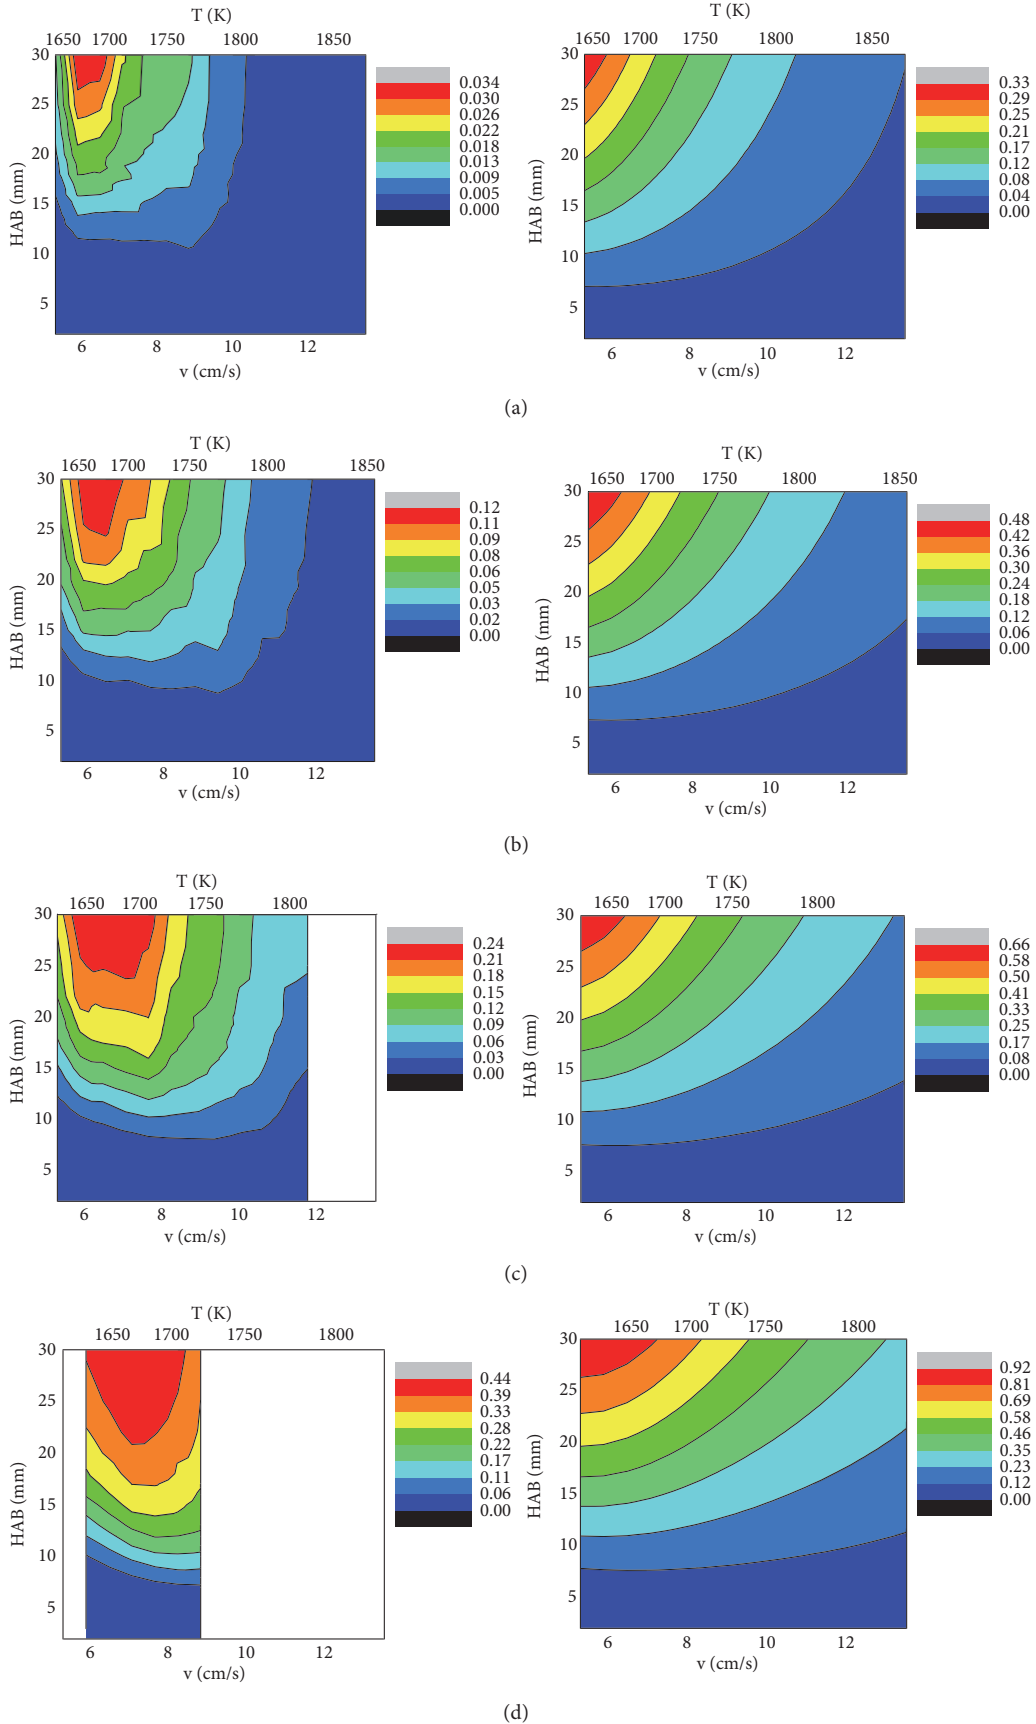 T (K)
1650 1700 1750 1800 1850
30
25
20
15
10
5
HAB (mm)
6 8 10 12
v (cm/s)
0.034
0.030
0.026
0.022
0.018
0.013
0.009
0.005
0.000
T (K)
1650 1700 1750 1800 1850
30
25
20
15
10
5
HAB (mm)
6 8 10 12
v (cm/s)
0.33
0.29
0.25
0.21
0.17
0.12
0.08
0.04
0.00
(a)
T (K)
1650 1700 1750 1800 1850
30
25
20
15
10
5
HAB (mm)
6 8 10 12
v (cm/s)
0.12
0.11
0.09
0.08
0.06
0.05
0.03
0.02
0.00
T (K)
1650 1700 1750 1800 1850
30
25
20
15
10
5
HAB (mm)
6 8 10 12
v (cm/s)
0.48
0.42
0.36
0.30
0.24
0.18
0.12
0.06
0.00
(b)
T (K)
1650 1700 1750 1800
30
25
20
15
10
5
HAB (mm)
6 8 10 12
v (cm/s)
0.24
0.21
0.18
0.15
0.12
0.09
0.06
0.03
0.00
T (K)
1650 1700 1750 1800
30
25
20
15
10
5
HAB (mm)
6 8 10 12
v (cm/s)
0.66
0.58
0.50
0.41
0.33
0.25
0.17
0.08
0.00
(c)
T (K)
1650 1700 1750 1800
30
25
20
15
10
5
HAB (mm)
6 8 10 12
v (cm/s)
0.44
0.39
0.33
0.28
0.22
0.17
0.11
0.06
0.00
T (K)
1650 1700 1750 1800
30
25
20
15
10
5
HAB (mm)
6 8 10 12
v (cm/s)
0.92
0.81
0.69
0.58
0.46
0.35
0.23
0.12
0.00
(d)